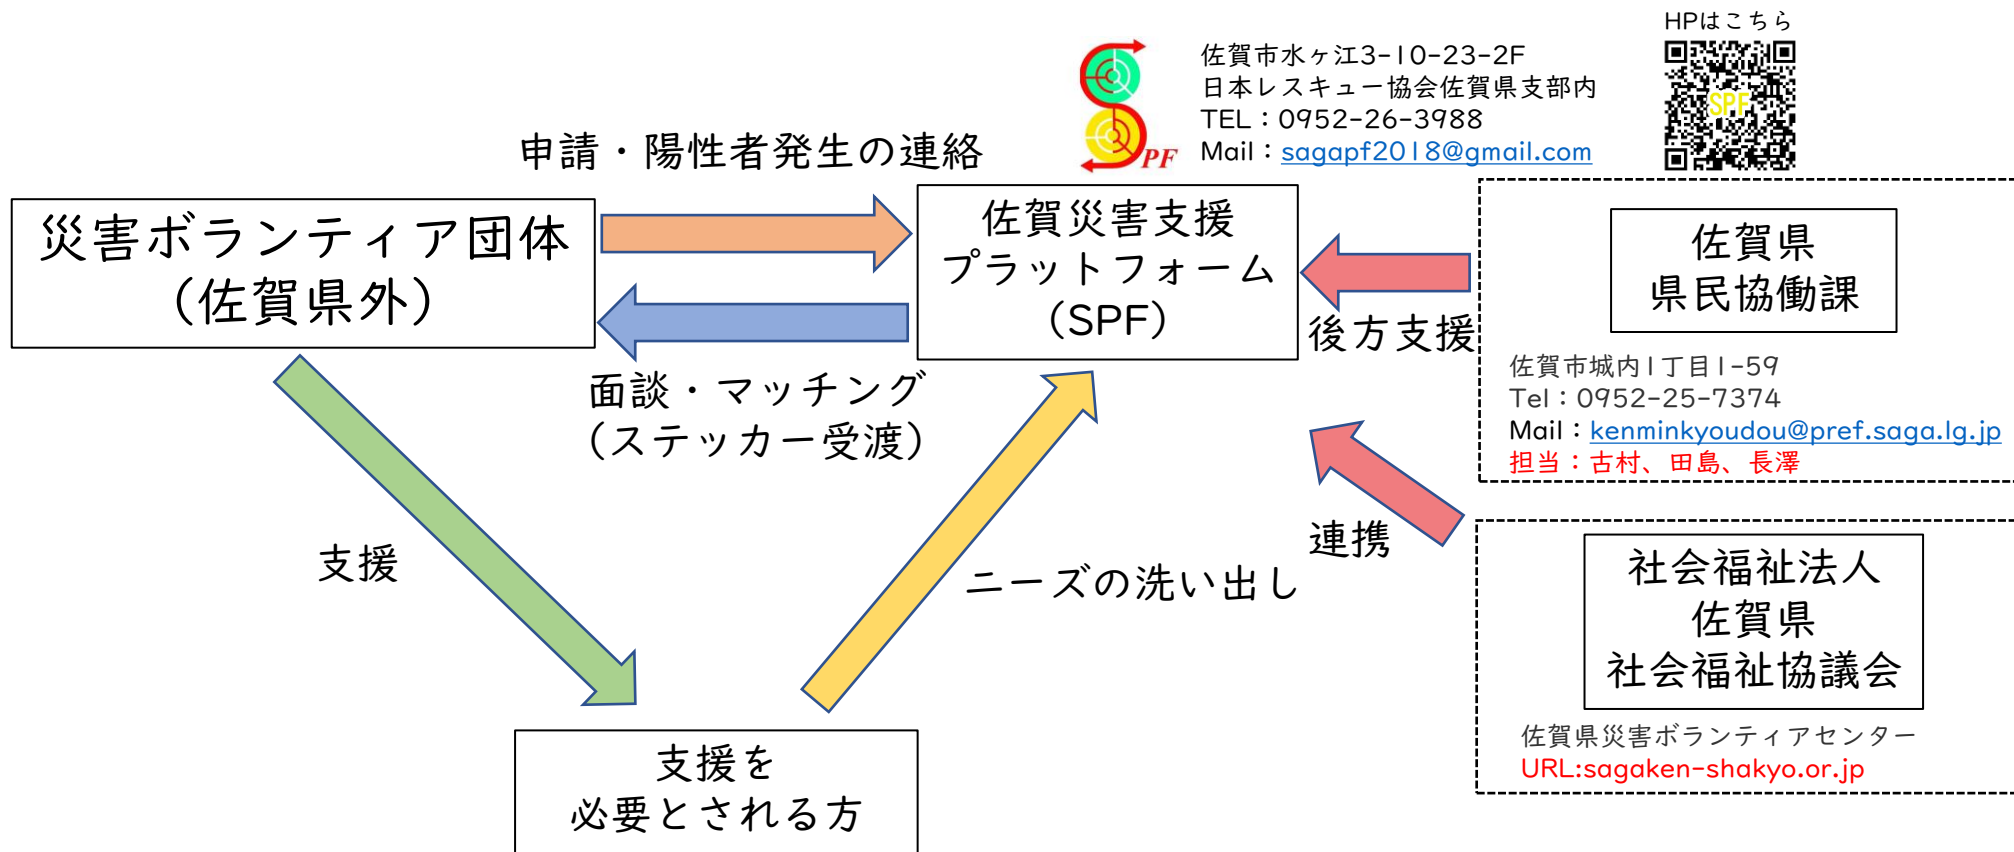 HPはこちら
SPF
PF
佐賀市水ヶ江3-10-23-2F
日本レスキュー協会佐賀県支部内
TEL：0952-26-3988
Mail：sagapf2018@gmail.com
申請・陽性者発生の連絡
災害ボランティア団体
（佐賀県外）
佐賀災害支援
プラットフォーム
（SPF）
佐賀県
県民協働課
後方支援
佐賀市城内1丁目1-59
Tel：0952-25-7374
Mail：kenminkyoudou@pref.saga.lg.jp
担当：古村、田島、長澤
面談・マッチング
（ステッカー受渡）
支援
ニーズの洗い出し
連携
社会福祉法人
佐賀県
社会福祉協議会
佐賀県災害ボランティアセンター
URL:sagaken-shakyo.or.jp
支援を
必要とされる方